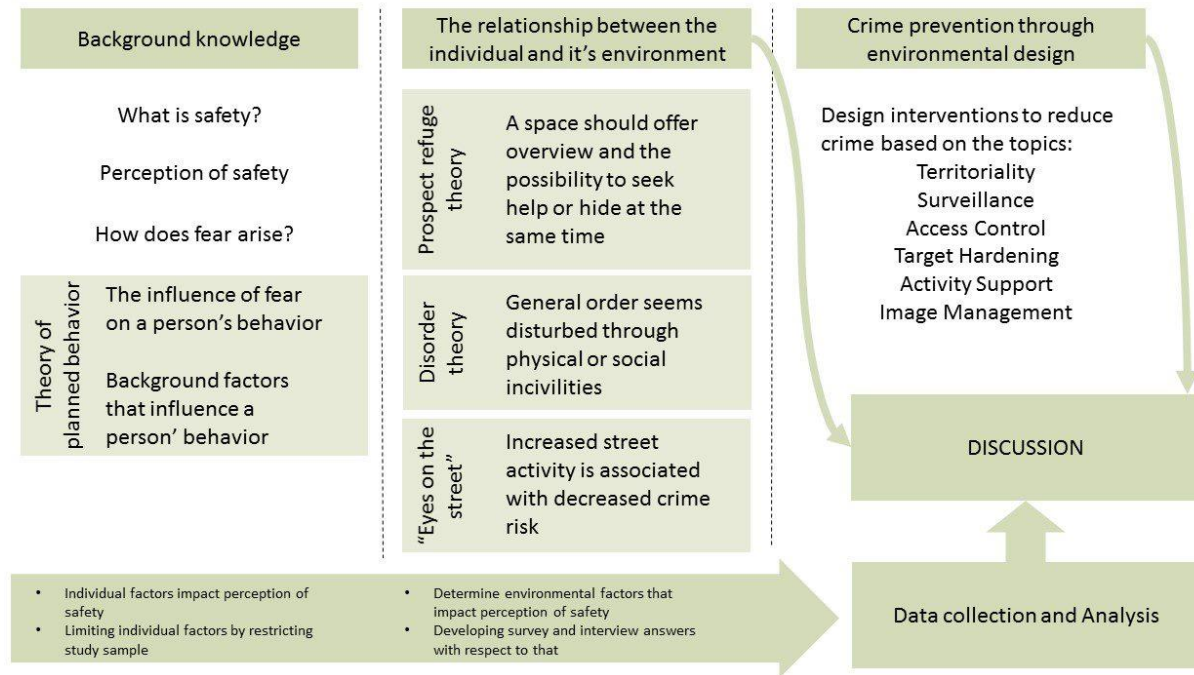 Background knowledge
What is safety?
Perception of safety
How does fear arise?
Theory of
planned behavior
The influence of fear
on a person's behavior
Background factors
that influence a
person' behavior
The relationship between the
individual and it's environment
Prospect refuge
theory
A space should offer
overview and the
possibility to seek
help or hide at the
same time
Disorder
theory
General order seems
disturbed through
physical or social
incivilities
“Eyes on the
street”
Increased street
activity is associated
with decreased crime
risk
Crime prevention through
environmental design
Design interventions to reduce
crime based on the topics:
Territoriality
Surveillance
Access Control
Target Hardening
Activity Support
Image Management
DISCUSSION
• Individual factors impact perception of
safety
• Limiting individual factors by restricting
study sample
• Determine environmental factors that
impact perception of safety
• Developing survey and interview answers
with respect to that
Data collection and Analysis